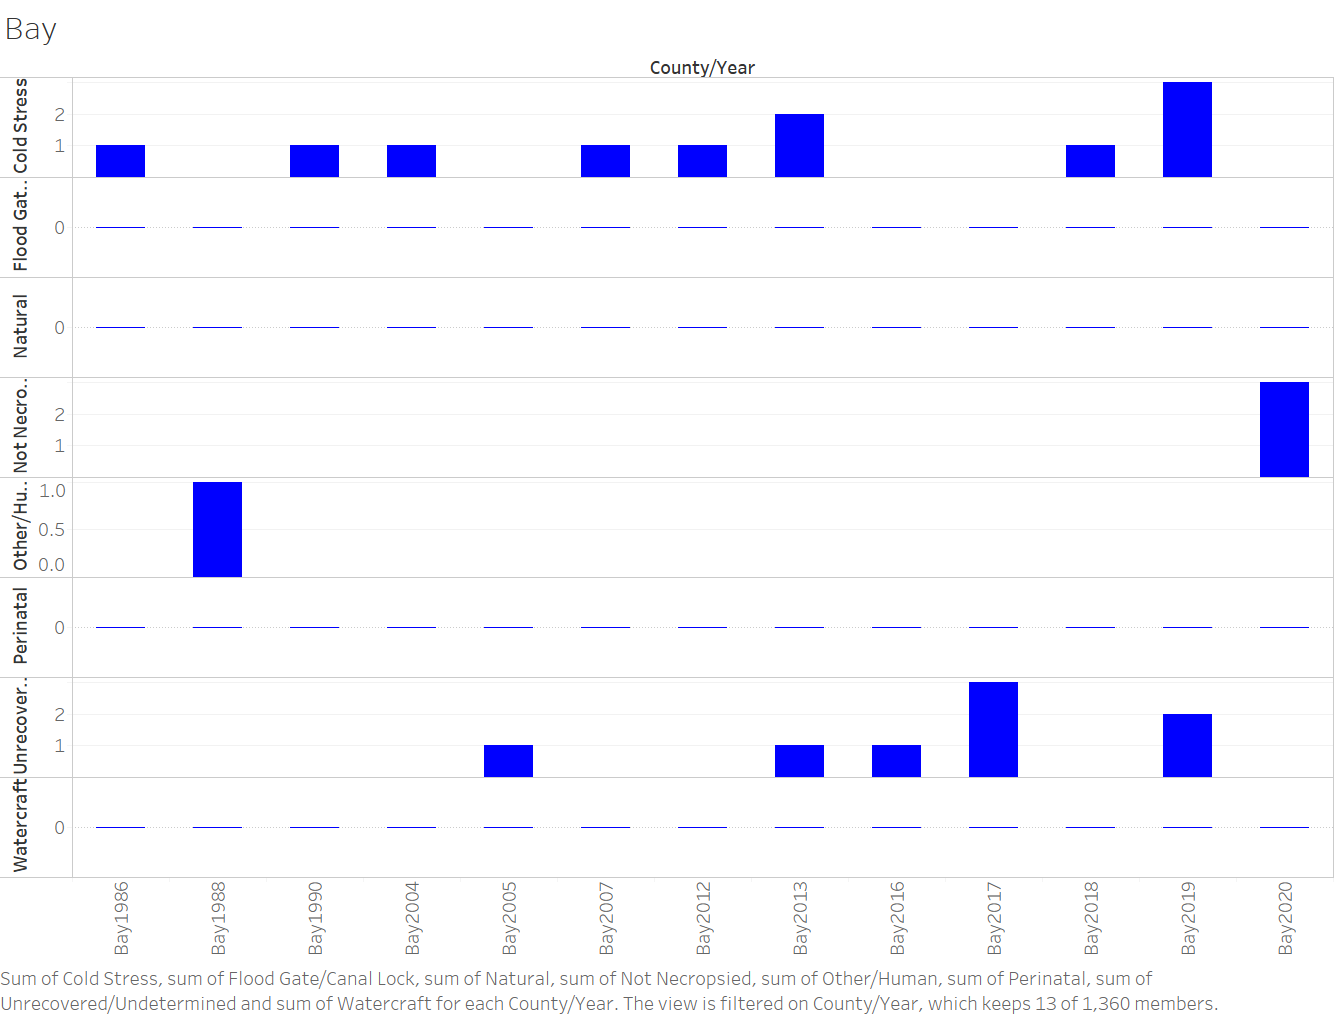 Bay
County/Year
Cold Stress
2
1
Flood Gat..
0
Natural
0
Not Necro..
2
1
Other/Hu..
1.0
0.5
0.0
Perinatal
0
Unrecover..
2
1
Watercraft
0
Bay1986
Bay1988
Bay1990
Bay2004
Bay2005
Bay2007
Bay2012
Bay2013
Bay2016
Bay2017
Bay2018
Bay2019
Bay2020
Sum of Cold Stress, sum of Flood Gate/Canal Lock, sum of Natural, sum of Not Necropsied, sum of Other/Human, sum of Perinatal, sum of
Unrecovered/Undetermined and sum of Watercraft for each County/Year. The view is filtered on County/Year, which keeps 13 of 1,360 members.